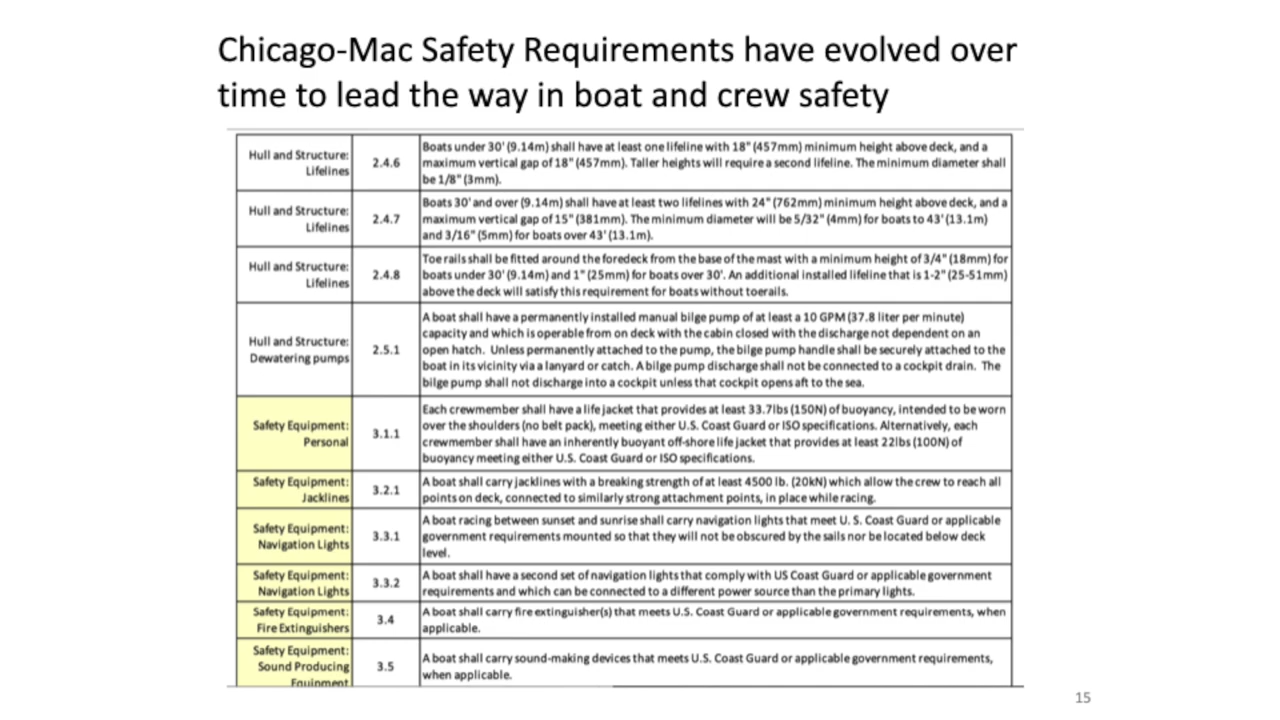 Chicago-Mac Safety Requirements have evolved over
time to lead the way in boat and crew safety
Hull and Structure:
Lifelines
2.4.6
Boats under 30' (9.14m) shall have at least one lifeline with 18" (457mm) minimum height above deck, and a
maximum vertical gap of 18" (457mm). Taller heights will require a second lifeline. The minimum diameter shall
be 1/8" (3mm).
Hull and Structure:
Lifelines
2.4.7
Boats 30' and over (9.14m) shall have at least two lifelines with 24" (762mm) minimum height above deck, and a
maximum vertical gap of 15" (381mm). The minimum diameter will be 5/32" (4mm) for boats to 43' (13.1m)
and 3/16" (5mm) for boats over 43' (13.1m).
Hull and Structure:
Lifelines
2.4.8
Toe rails shall be fitted around the foredeck from the base of the mast with a minimum height of 3/4" (18mm) for
boats under 30' (9.14m) and 1" (25mm) for boats over 30'. An additional installed lifeline that is 1-2" (25-51mm)
above the deck will satisfy this requirement for boats without toerails.
Hull and Structure:
Dewatering pumps
2.5.1
A boat shall have a permanently installed manual bilge pump of at least a 10 GPM (37.8 liter per minute)
capacity and which is operable from on deck with the cabin closed with the discharge not dependent on an
open hatch. Unless permanently attached to the pump, the bilge pump handle shall be securely attached to the
boat in its vicinity via a lanyard or catch. A bilge pump discharge shall not be connected to a cockpit drain. The
bilge pump shall not discharge into a cockpit unless that cockpit opens aft to the sea.
Safety Equipment:
Personal
3.1.1
Each crewmember shall have a life jacket that provides at least 33.7lbs (150N) of buoyancy, intended to be worn
over the shoulders (no belt pack), meeting either U.S. Coast Guard or ISO specifications. Alternatively, each
crewmember shall have an inherently buoyant off-shore life jacket that provides at least 22lbs (100N) of
buoyancy meeting either U.S. Coast Guard or ISO specifications.
Safety Equipment:
Jacklines
3.2.1
A boat shall carry jacklines with a breaking strength of at least 4500 lb. (20kN) which allow the crew to reach all
points on deck, connected to similarly strong attachment points, in place while racing.
Safety Equipment:
Navigation Lights
3.3.1
A boat racing between sunset and sunrise shall carry navigation lights that meet U. S. Coast Guard or applicable
government requirements mounted so that they will not be obscured by the sails nor be located below deck
level.
Safety Equipment:
Navigation Lights
3.3.2
A boat shall have a second set of navigation lights that comply with US Coast Guard or applicable government
requirements and which can be connected to a different power source than the primary lights.
Safety Equipment:
Fire Extinguishers
3.4
A boat shall carry fire extinguisher(s) that meets U.S. Coast Guard or applicable government requirements, when
applicable.
Safety Equipment:
Sound Producing
Equipment
3.5
A boat shall carry sound-making devices that meets U.S. Coast Guard or applicable government requirements,
when applicable.
15